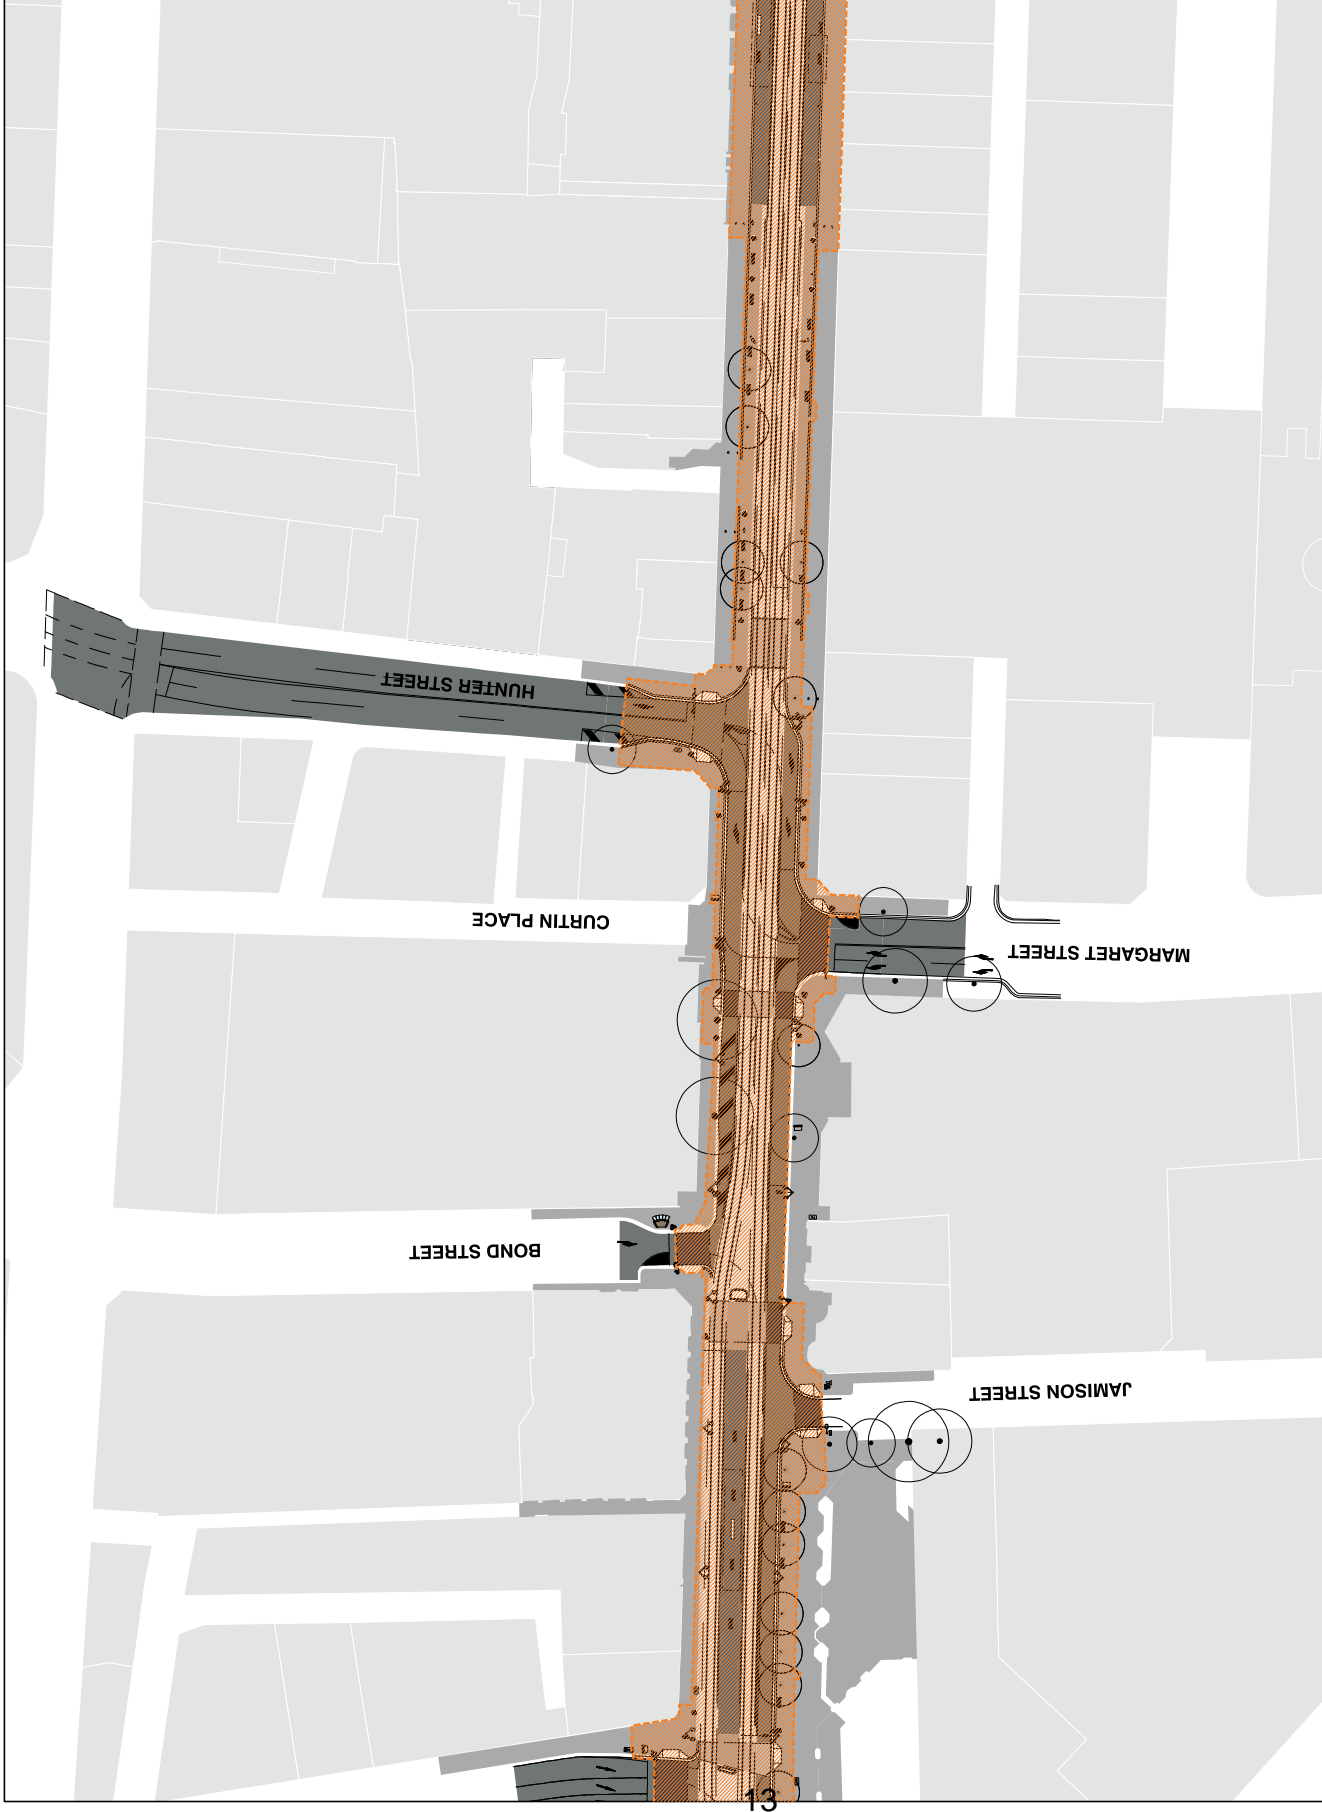 HUNTER STREET
CURTIN PLACE
MARGARET STREET
BOND STREET
JAMISON STREET
13